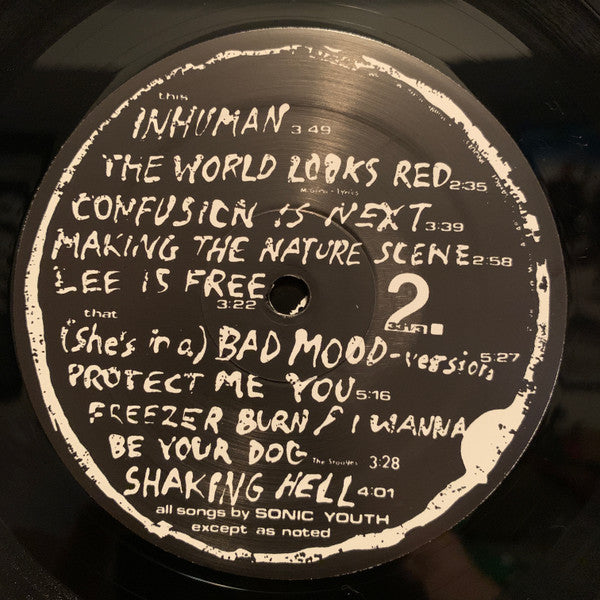 this
INHUMAN 3 49
THE WORLD LOOKS RED 2:35
CONFUSION IS NEXT 3:39
MAKING THE NATURE SCENE 2:58
LEE IS FREE 3:22
2
that
(she's in a) BAD MOOD-version 5:27
PROTECT ME YOU 5:16
FREEZER BURN / I WANNA
BE YOUR DOG The Stooges 3:28
SHAKING HELL 4:01
all songs by SONIC YOUTH
except as noted